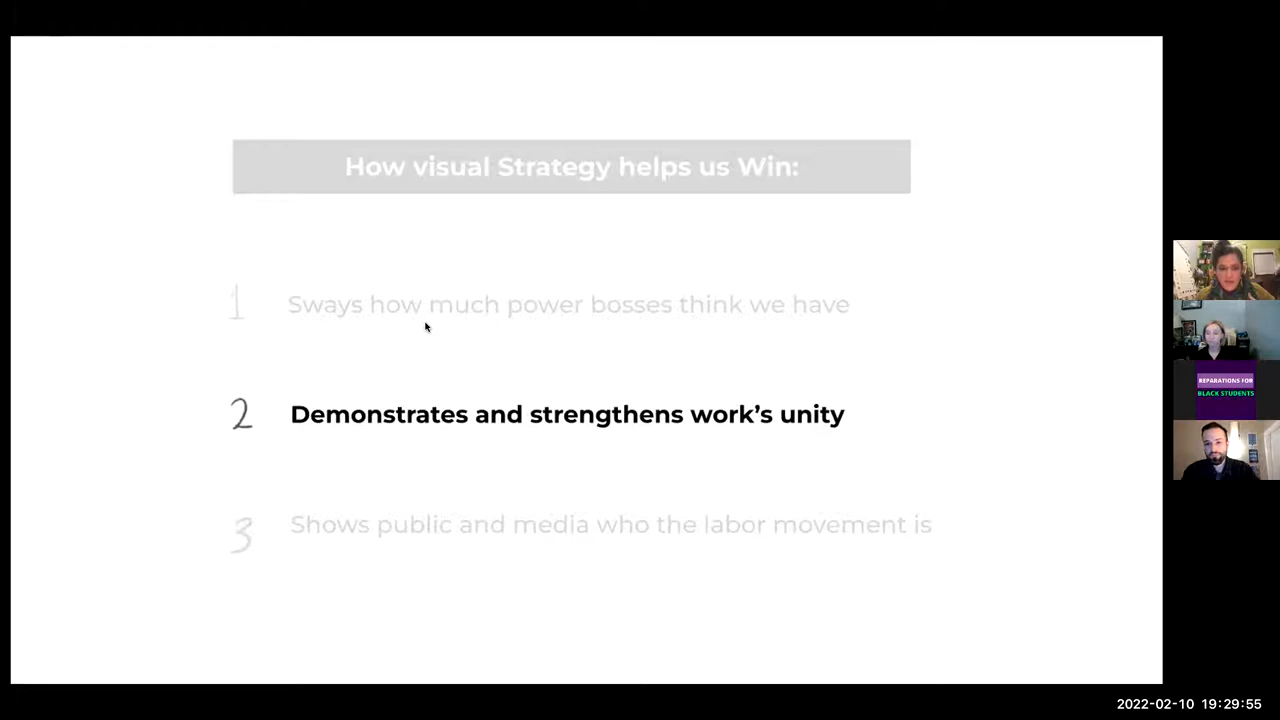 How visual Strategy helps us Win:
1 Sways how much power bosses think we have
2 Demonstrates and strengthens work’s unity
3 Shows public and media who the labor movement is
REPARATIONS FOR
BLACK STUDENTS
2022-02-10 19:29:55